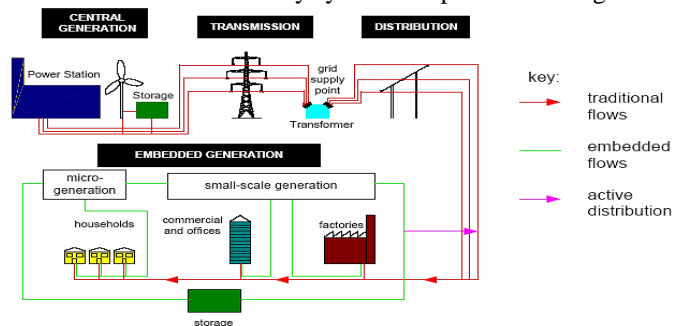 CENTRAL
GENERATION
TRANSMISSION
DISTRIBUTION
Power Station
Storage
grid
supply
point
Transformer
key:
traditional
flows
embedded
flows
active
distribution
EMBEDDED GENERATION
micro-
generation
small-scale generation
households
commercial
and offices
factories
storage